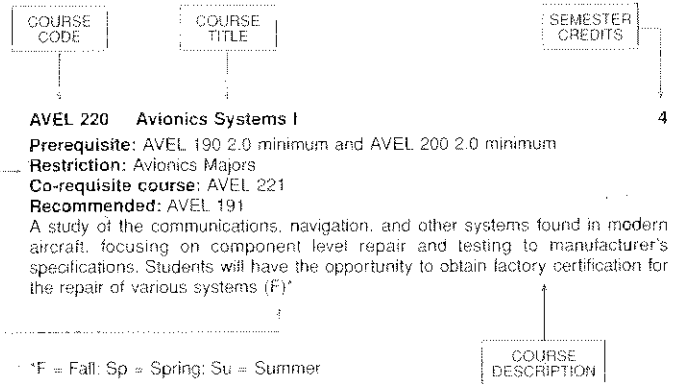 COURSE
CODE
COURSE
TITLE
SEMESTER
CREDITS
AVEL 220 Avionics Systems I 4
Prerequisite: AVEL 190 2.0 minimum and AVEL 200 2.0 minimum
Restriction: Avionics Majors
Co-requisite course: AVEL 221
Recommended: AVEL 191
A study of the communications, navigation, and other systems found in modern
aircraft, focusing on component level repair and testing to manufacturer's
specifications. Students will have the opportunity to obtain factory certification for
the repair of various systems (F)*
*F = Fall; Sp = Spring; Su = Summer
COURSE
DESCRIPTION